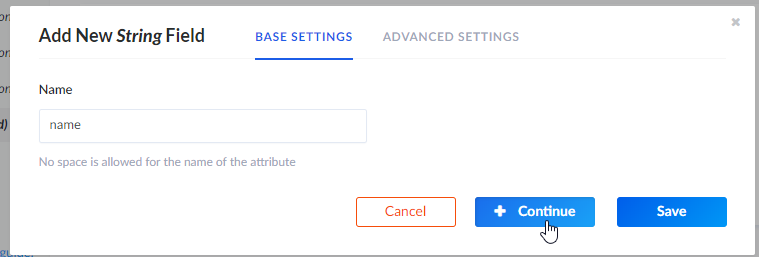 Add New String Field BASE SETTINGS ADVANCED SETTINGS
Name
name
No space is allowed for the name of the attribute
Cancel + Continue Save